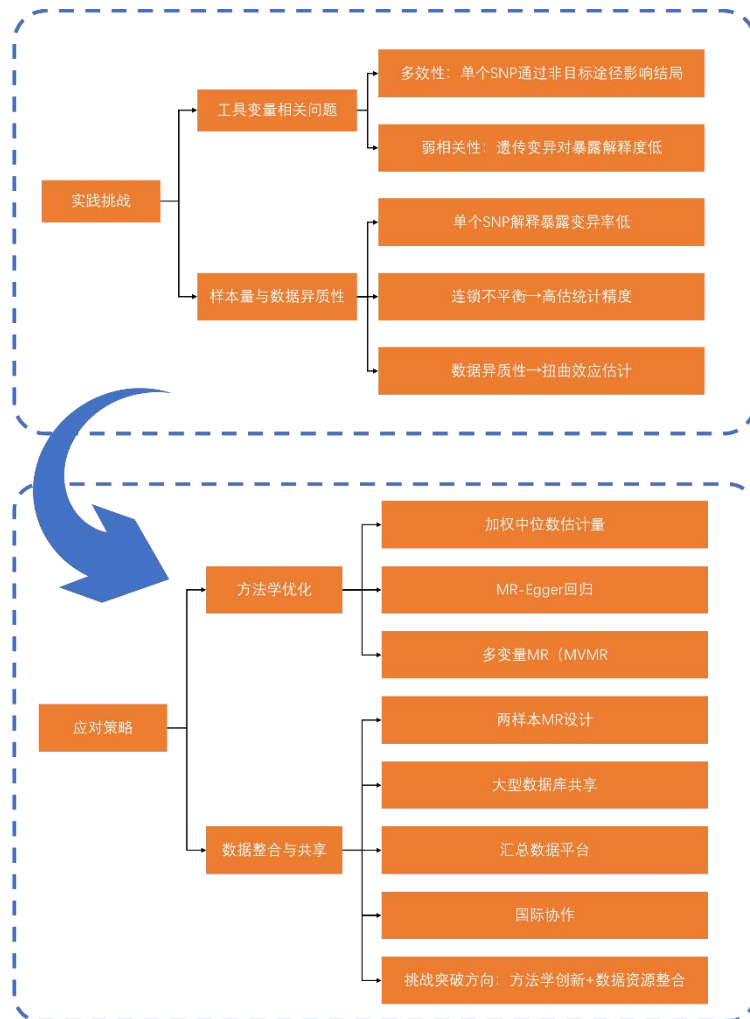 实践挑战
工具变量相关问题
多效性：单个SNP通过非目标途径影响结局
弱相关性：遗传变异对暴露解释度低
样本量与数据异质性
单个SNP解释暴露变异率低
连锁不平衡→高估统计精度
数据异质性→扭曲效应估计
应对策略
方法学优化
加权中位数估计量
MR-Egger回归
多变量MR（MVMR
数据整合与共享
两样本MR设计
大型数据库共享
汇总数据平台
国际协作
挑战突破方向：方法学创新+数据资源整合